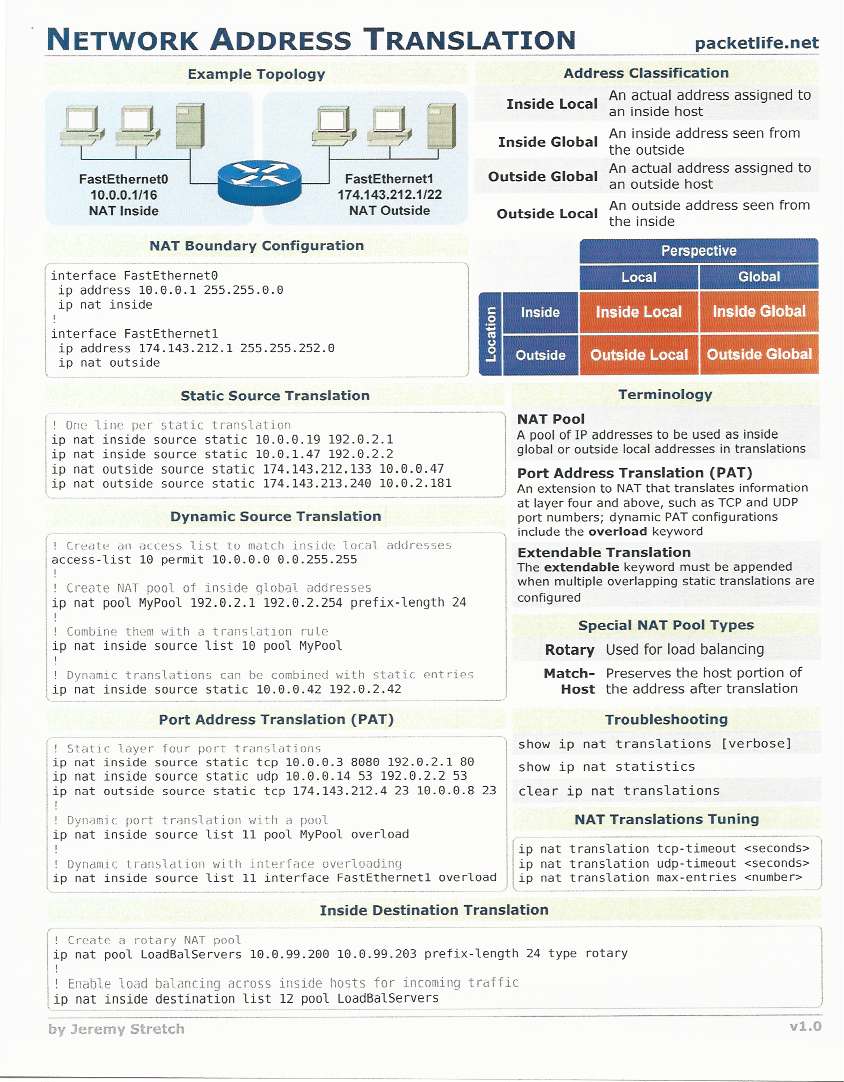 NETWORK ADDRESS TRANSLATION
packetlife.net
Example Topology
FastEthernet0
10.0.0.1/16
NAT Inside
FastEthernet1
174.143.212.1/22
NAT Outside
Address Classification
Inside Local An actual address assigned to
an inside host
Inside Global An inside address seen from
the outside
Outside Global An actual address assigned to
an outside host
Outside Local An outside address seen from
the inside
Perspective
Local Global
Location
Inside Inside Local Inside Global
Outside Outside Local Outside Global
NAT Boundary Configuration
interface FastEthernet0
ip address 10.0.0.1 255.255.0.0
ip nat inside
!
interface FastEthernet1
ip address 174.143.212.1 255.255.252.0
ip nat outside
Static Source Translation
! One line per static translation
ip nat inside source static 10.0.0.19 192.0.2.1
ip nat inside source static 10.0.1.47 192.0.2.2
ip nat outside source static 174.143.212.133 10.0.0.47
ip nat outside source static 174.143.213.240 10.0.2.181
Dynamic Source Translation
! Create an access list to match inside local addresses
access-list 10 permit 10.0.0.0 0.0.255.255
!
! Create NAT pool of inside global addresses
ip nat pool MyPool 192.0.2.1 192.0.2.254 prefix-length 24
!
! Combine them with a translation rule
ip nat inside source list 10 pool MyPool
!
! Dynamic translations can be combined with static entries
ip nat inside source static 10.0.0.42 192.0.2.42
Port Address Translation (PAT)
! Static layer four port translations
ip nat inside source static tcp 10.0.0.3 8080 192.0.2.1 80
ip nat inside source static udp 10.0.0.14 53 192.0.2.2 53
ip nat outside source static tcp 174.143.212.4 23 10.0.0.8 23
!
! Dynamic port translation with a pool
ip nat inside source list 11 pool MyPool overload
!
! Dynamic translation with interface overloading
ip nat inside source list 11 interface FastEthernet1 overload
Terminology
NAT Pool
A pool of IP addresses to be used as inside
global or outside local addresses in translations
Port Address Translation (PAT)
An extension to NAT that translates information
at layer four and above, such as TCP and UDP
port numbers; dynamic PAT configurations
include the overload keyword
Extendable Translation
The extendable keyword must be appended
when multiple overlapping static translations are
configured
Special NAT Pool Types
Rotary Used for load balancing
Match- Preserves the host portion of
Host the address after translation
Troubleshooting
show ip nat translations [verbose]
show ip nat statistics
clear ip nat translations
NAT Translations Tuning
ip nat translation tcp-timeout <seconds>
ip nat translation udp-timeout <seconds>
ip nat translation max-entries <number>
Inside Destination Translation
! Create a rotary NAT pool
ip nat pool LoadBalServers 10.0.99.200 10.0.99.203 prefix-length 24 type rotary
!
! Enable load balancing across inside hosts for incoming traffic
ip nat inside destination list 12 pool LoadBalServers
by Jeremy Stretch
v1.0